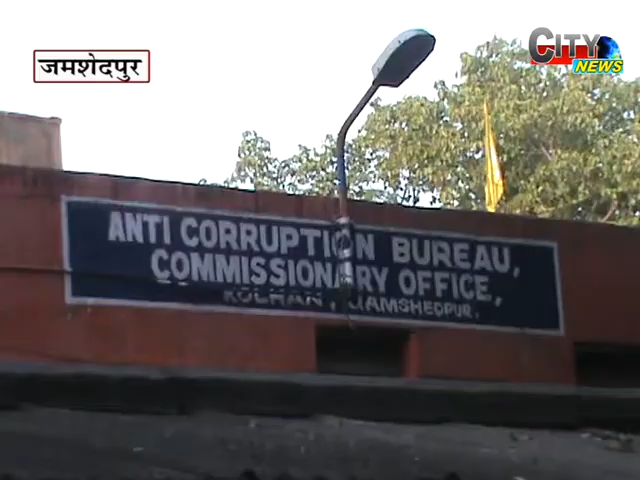 जमशेदपुर
CITY
NEWS
ANTI CORRUPTION BUREAU,
COMMISSIONARY OFFICE,
KOLHAN, JAMSHEDPUR.